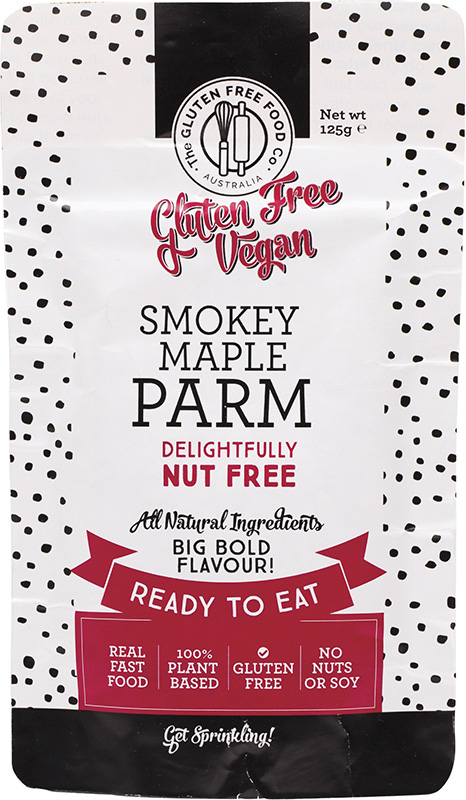 The GLUTEN FREE FOOD Co.
AUSTRALIA
Net wt
125g ℮
Gluten Free
Vegan
SMOKEY
MAPLE
PARM
DELIGHTFULLY
NUT FREE
All Natural Ingredients
BIG BOLD
FLAVOUR!
READY TO EAT
REAL
FAST
FOOD
100%
PLANT
BASED
GLUTEN
FREE
NO
NUTS
OR SOY
Get Sprinkling!